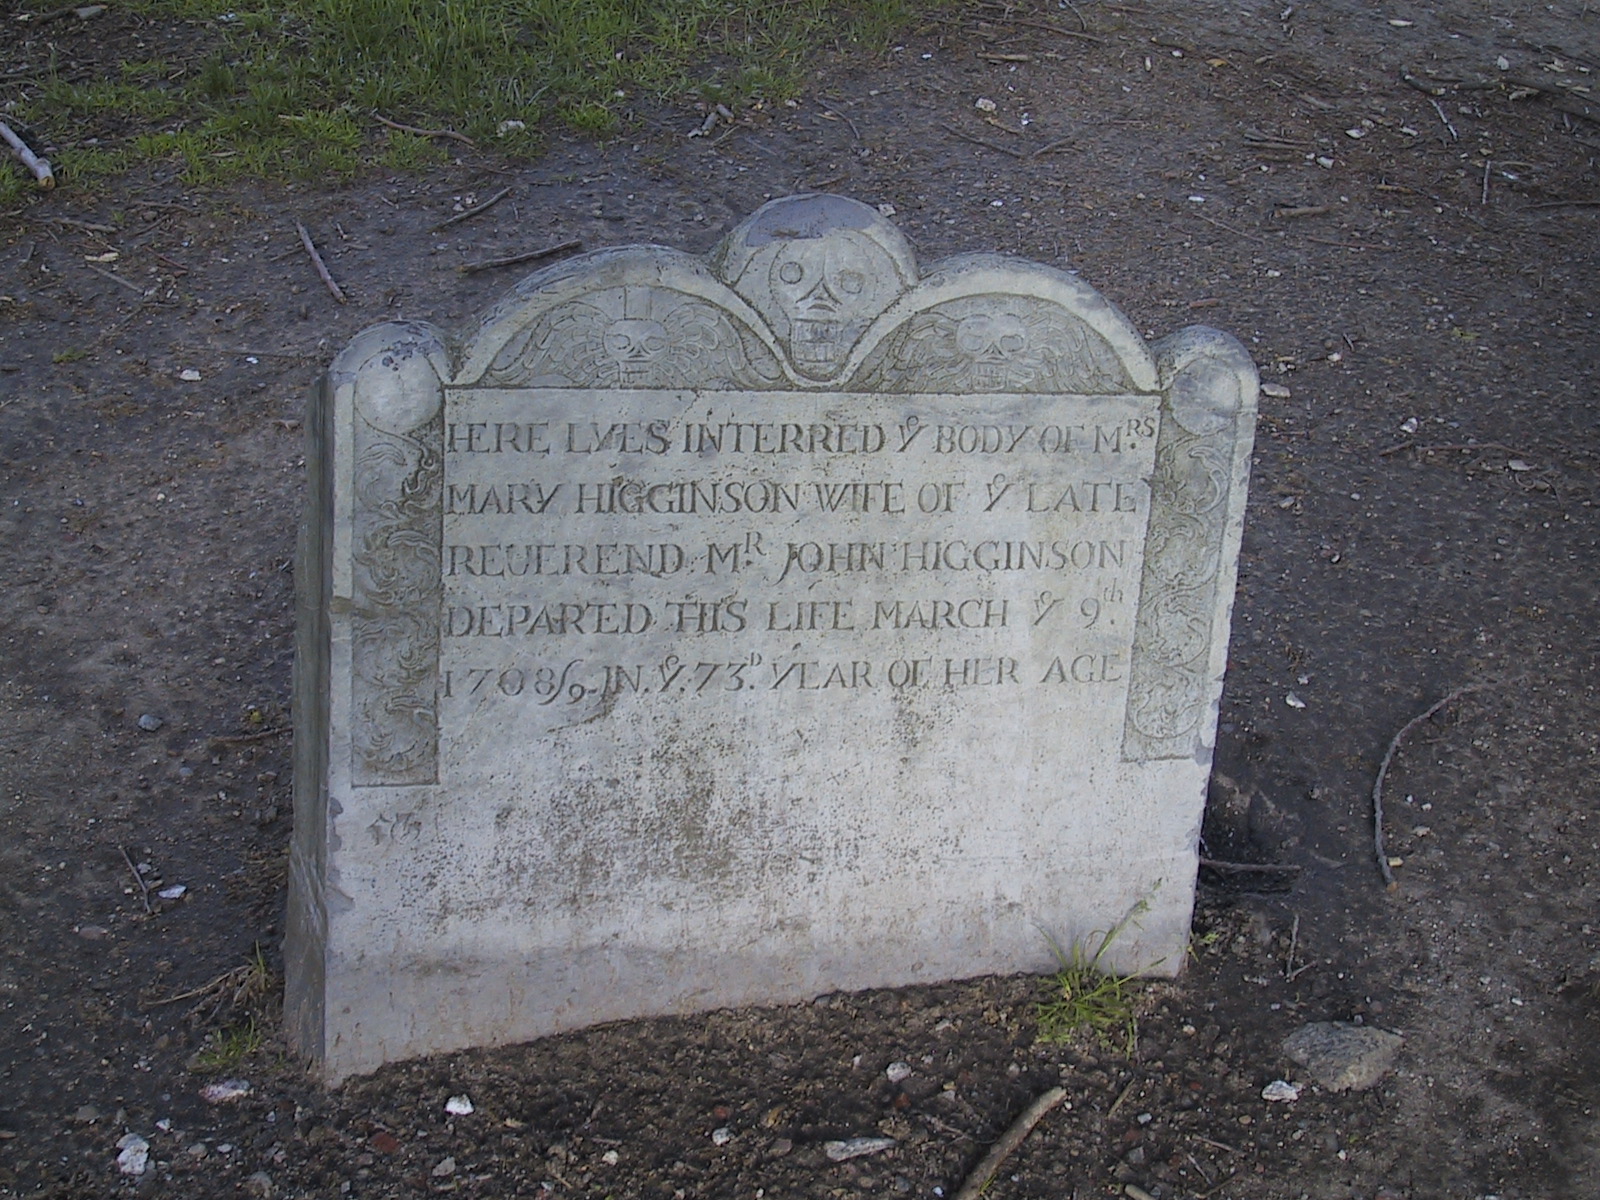 HERE LYES INTERRED Yᵉ BODY OF Mᴿˢ
MARY HIGGINSON WIFE OF Yᵉ LATE
REUEREND Mᴿ. JOHN HIGGINSON
DEPARTED THIS LIFE MARCH Yᵉ 9ᵗʰ.
1708/9 IN. Yᵉ. 73ᴰ. YEAR OF HER AGE